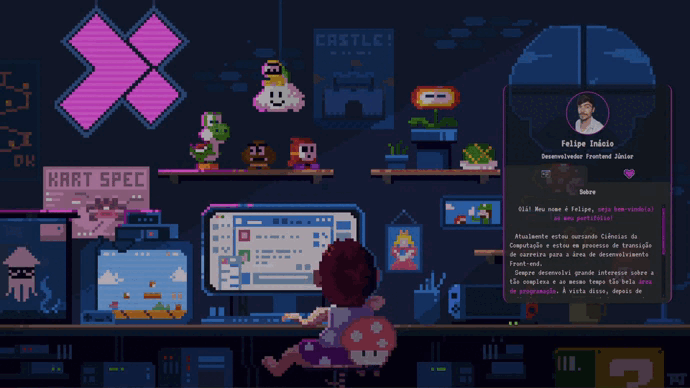 CASTLE!
DK
KART SPEC
Felipe Inácio
Desenvolvedor Frontend Júnior
Sobre
Olá! Meu nome é Felipe, seja bem-vindo(a)
ao meu portifólio!
Atualmente estou cursando Ciências da
Computação e estou em processo de transição
de carreira para a área de desenvolvimento
Front-end.
Sempre desenvolvi grande interesse sobre a
tão complexa e ao mesmo tempo tão bela área
de programação. À vista disso, depois de